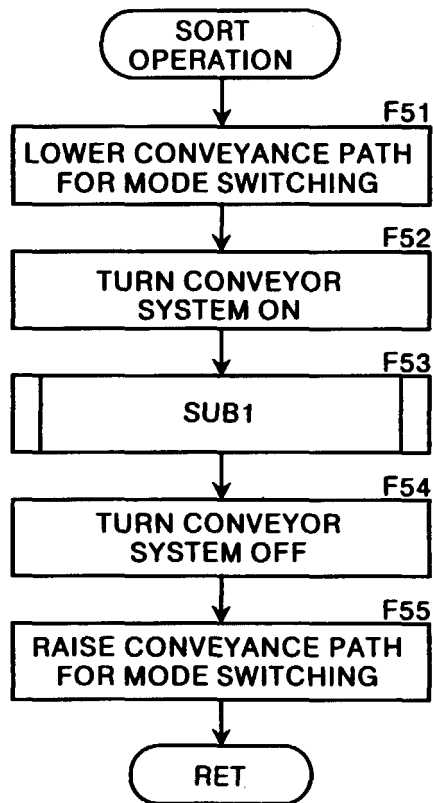 SORT
OPERATION
F51
LOWER CONVEYANCE PATH
FOR MODE SWITCHING
F52
TURN CONVEYOR
SYSTEM ON
F53
SUB1
F54
TURN CONVEYOR
SYSTEM OFF
F55
RAISE CONVEYANCE PATH
FOR MODE SWITCHING
RET